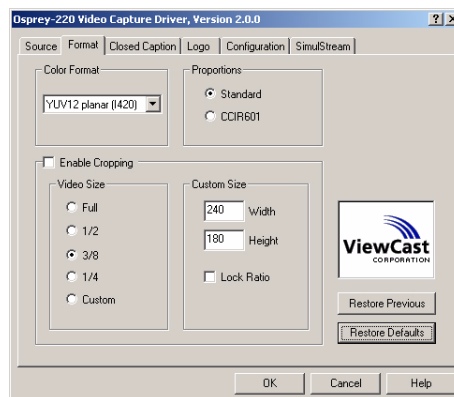 Osprey-220 Video Capture Driver, Version 2.0.0
Source Format Closed Caption Logo Configuration SimulStream
Color Format
YUV12 planar (I420)
Proportions
Standard
CCIR601
Enable Cropping
Video Size
Full
1/2
3/8
1/4
Custom
Custom Size
240 Width
180 Height
Lock Ratio
ViewCast
CORPORATION
Restore Previous
Restore Defaults
OK Cancel Help